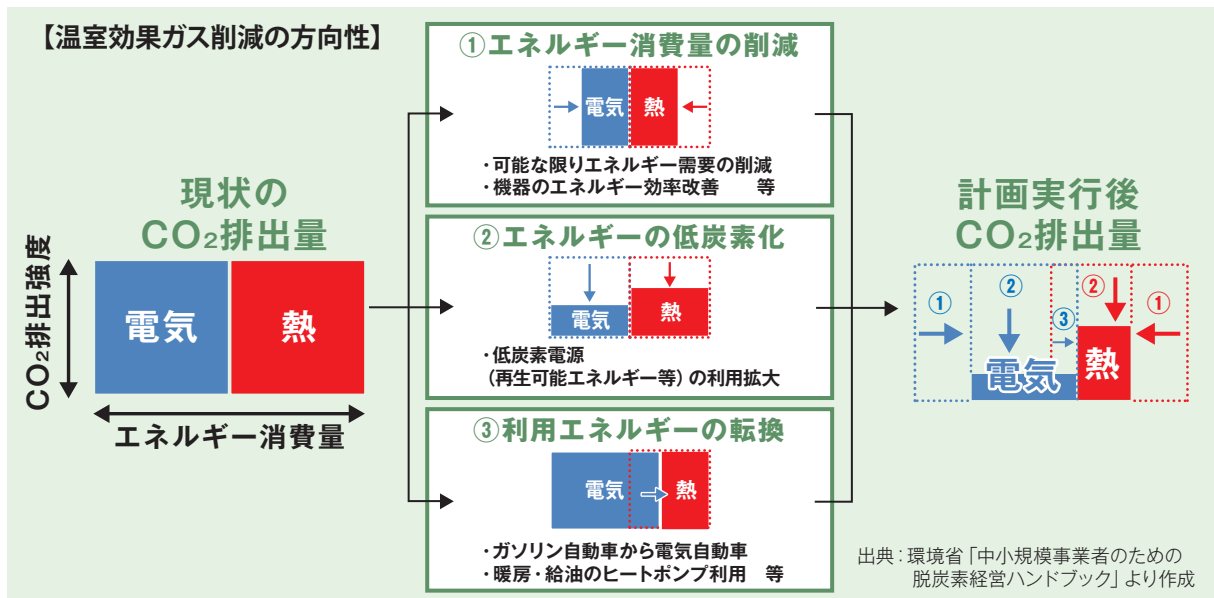 【温室効果ガス削減の方向性】
現状の
CO₂排出量
CO₂排出強度
電気
熱
エネルギー消費量
①エネルギー消費量の削減
電気
熱
・可能な限りエネルギー需要の削減
・機器のエネルギー効率改善 等
②エネルギーの低炭素化
電気
熱
・低炭素電源
(再生可能エネルギー等)の利用拡大
③利用エネルギーの転換
電気
熱
・ガソリン自動車から電気自動車
・暖房・給油のヒートポンプ利用 等
計画実行後
CO₂排出量
①
②
③
②
①
電気
熱
出典:環境省「中小規模事業者のための
脱炭素経営ハンドブック」より作成